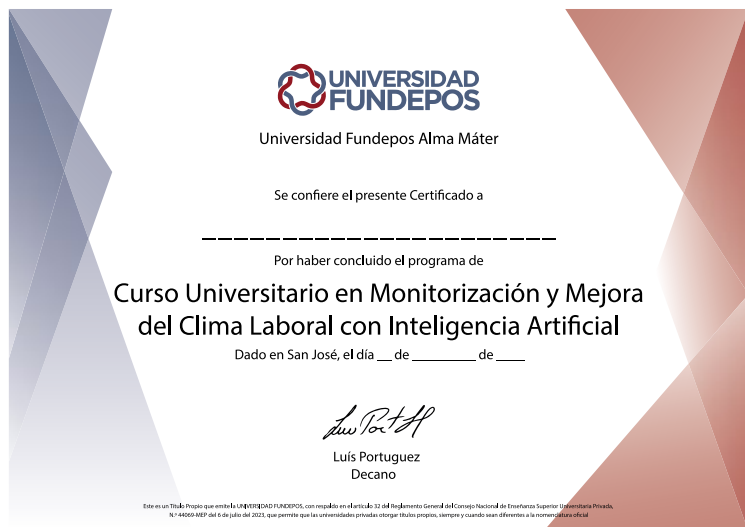 UNIVERSIDAD
FUNDEPOS
Universidad Fundepos Alma Máter
Se confiere el presente Certificado a
Por haber concluido el programa de
Curso Universitario en Monitorización y Mejora
del Clima Laboral con Inteligencia Artificial
Dado en San José, el día __ de ________ de ____
Luís Portuguez
Decano
Este es un Título Propio que emite la UNIVERSIDAD FUNDEPOS, con respaldo en el artículo 32 del Reglamento General del Consejo Nacional de Enseñanza Superior Universitaria Privada,
N.º 44069-MEP del 6 de julio del 2023, que permite que las universidades privadas otorgar títulos propios, siempre y cuando sean diferentes a la nomenclatura oficial